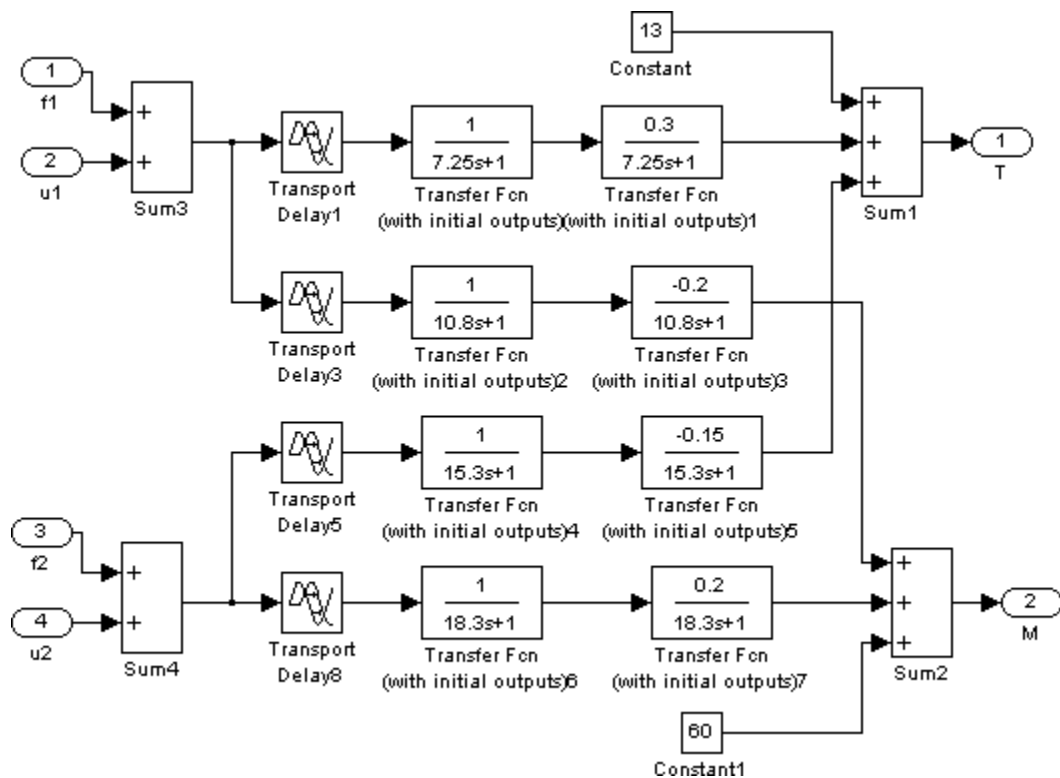 13
Constant
1
f1
+
2
u1
+
Sum3
Transport
Delay1
1
7.25s+1
Transfer Fcn
(with initial outputs)
0.3
7.25s+1
Transfer Fcn
(with initial outputs)1
+
+
+
Sum1
1
T
Transport
Delay3
1
10.8s+1
Transfer Fcn
(with initial outputs)2
-0.2
10.8s+1
Transfer Fcn
(with initial outputs)3
Transport
Delay5
1
15.3s+1
Transfer Fcn
(with initial outputs)4
-0.15
15.3s+1
Transfer Fcn
(with initial outputs)5
3
f2
+
4
u2
+
Sum4
Transport
Delay8
1
18.3s+1
Transfer Fcn
(with initial outputs)6
0.2
18.3s+1
Transfer Fcn
(with initial outputs)7
+
+
+
Sum2
2
M
60
Constant1